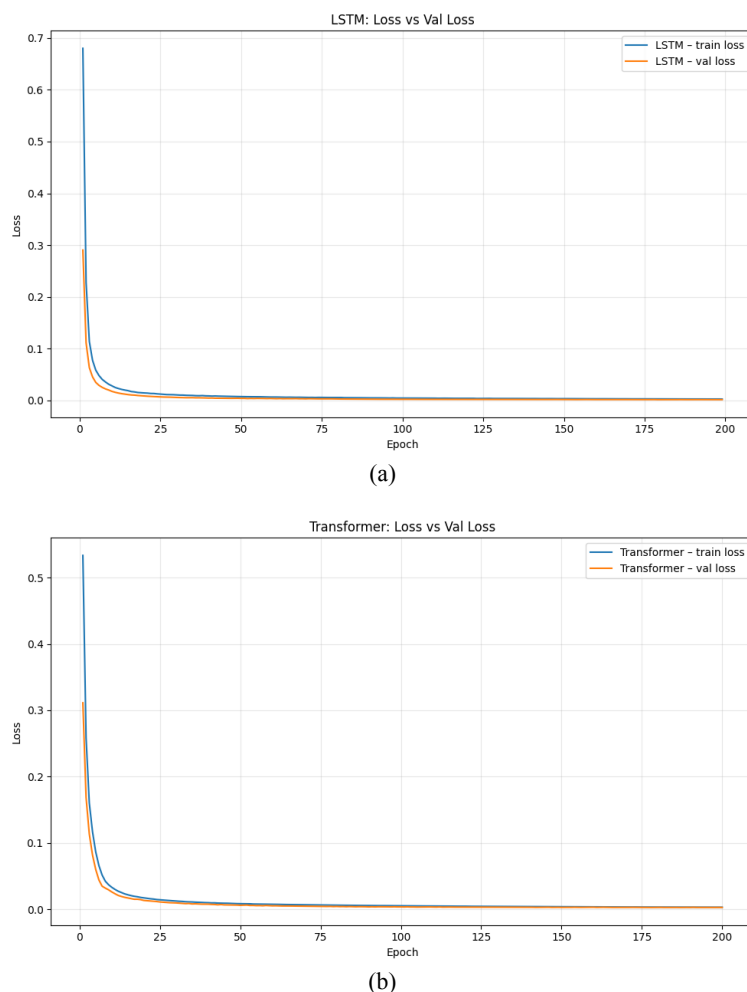 LSTM: Loss vs Val Loss
LSTM – train loss
LSTM – val loss
0.7
0.6
0.5
0.4
0.3
0.2
0.1
0.0
Loss
0 25 50 75 100 125 150 175 200
Epoch
(a)
Transformer: Loss vs Val Loss
Transformer – train loss
Transformer – val loss
0.5
0.4
0.3
0.2
0.1
0.0
Loss
0 25 50 75 100 125 150 175 200
Epoch
(b)